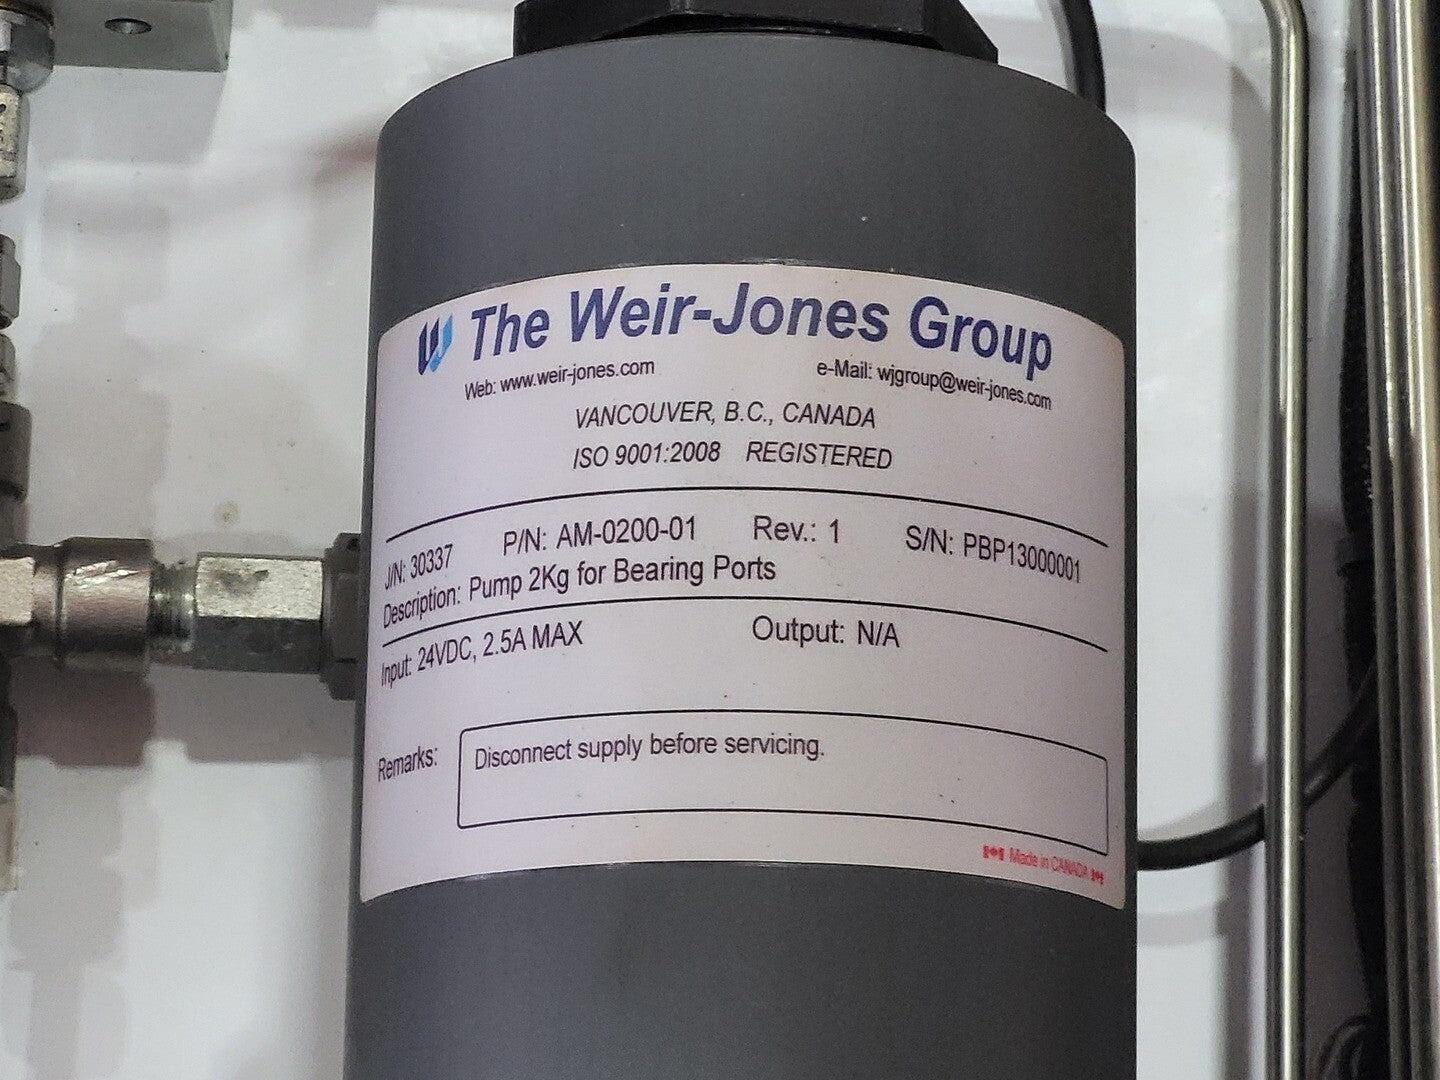 The Weir-Jones Group
Web: www.weir-jones.com e-Mail: wjgroup@weir-jones.com
VANCOUVER, B.C., CANADA
ISO 9001:2008 REGISTERED
J/N: 30337 P/N: AM-0200-01 Rev.: 1 S/N: PBP13000001
Description: Pump 2Kg for Bearing Ports
Input: 24VDC, 2.5A MAX Output: N/A
Remarks: Disconnect supply before servicing.
Made in CANADA